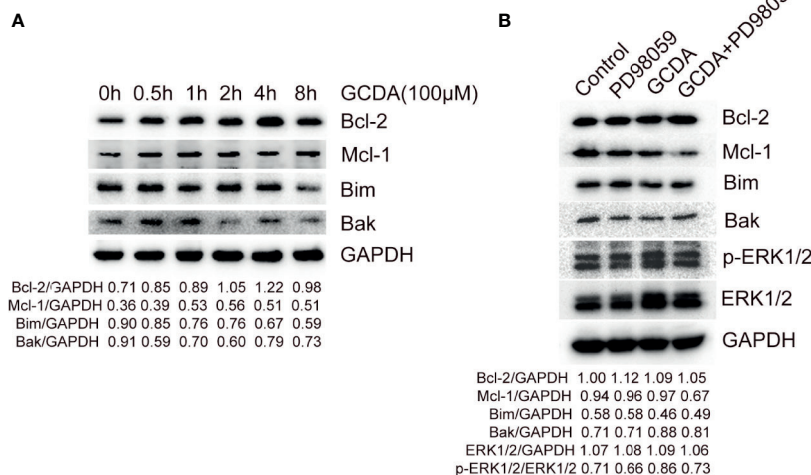 A
0h 0.5h 1h 2h 4h 8h GCDA(100μM)
Bcl-2
Mcl-1
Bim
Bak
GAPDH
Bcl-2/GAPDH 0.71 0.85 0.89 1.05 1.22 0.98
Mcl-1/GAPDH 0.36 0.39 0.53 0.56 0.51 0.51
Bim/GAPDH 0.90 0.85 0.76 0.76 0.67 0.59
Bak/GAPDH 0.91 0.59 0.70 0.60 0.79 0.73
B
Control PD98059 GCDA GCDA+PD9805
Bcl-2
Mcl-1
Bim
Bak
p-ERK1/2
ERK1/2
GAPDH
Bcl-2/GAPDH 1.00 1.12 1.09 1.05
Mcl-1/GAPDH 0.94 0.96 0.97 0.67
Bim/GAPDH 0.58 0.58 0.46 0.49
Bak/GAPDH 0.71 0.71 0.88 0.81
ERK1/2/GAPDH 1.07 1.08 1.09 1.06
p-ERK1/2/ERK1/2 0.71 0.66 0.86 0.73